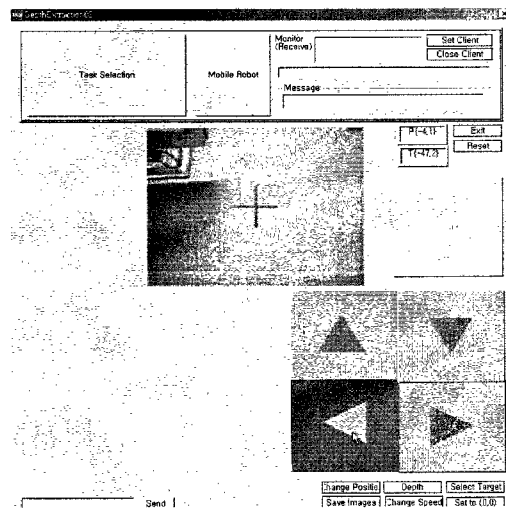 Monitor
(Receive)
Set Client
Close Client
Task Selection
Mobile Robot
Message
P(-4,1)
Exit
T(-47,2)
Reset
Change Positio
Depth
Select Target
Send
Save Images
Change Speed
Set to (0,0)